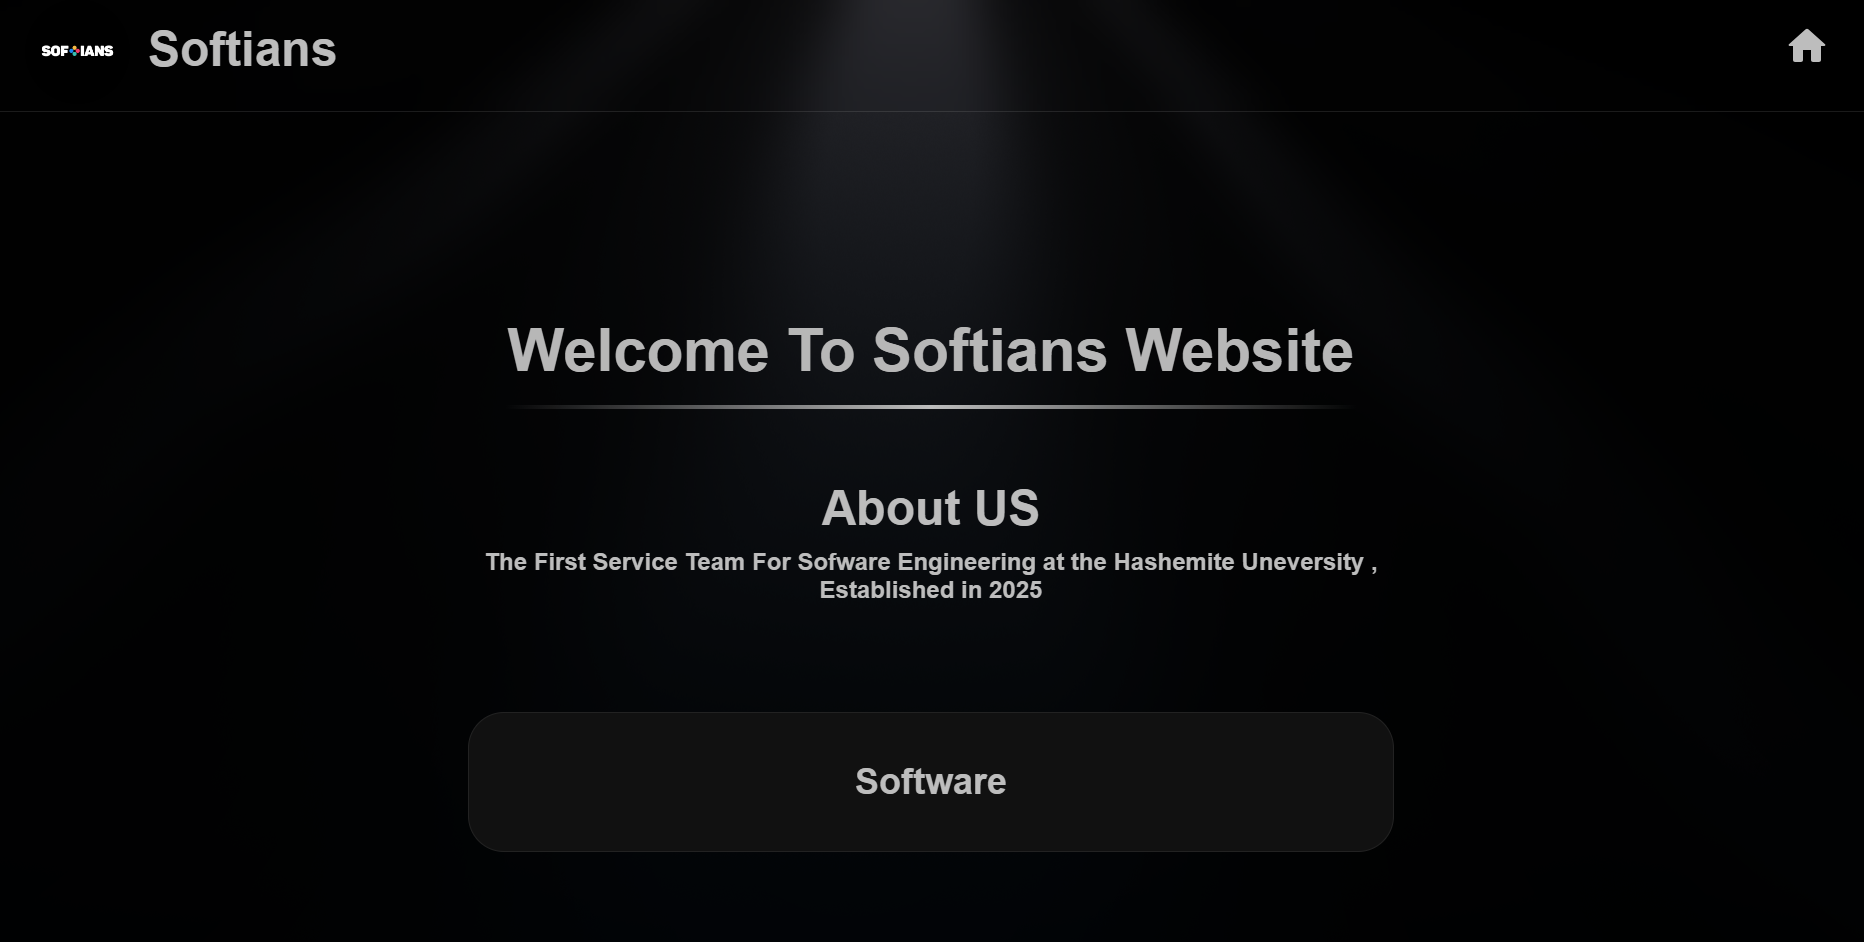 SOFTIANS
Softians
Welcome To Softians Website
About US
The First Service Team For Sofware Engineering at the Hashemite Uneversity ,
Established in 2025
Software